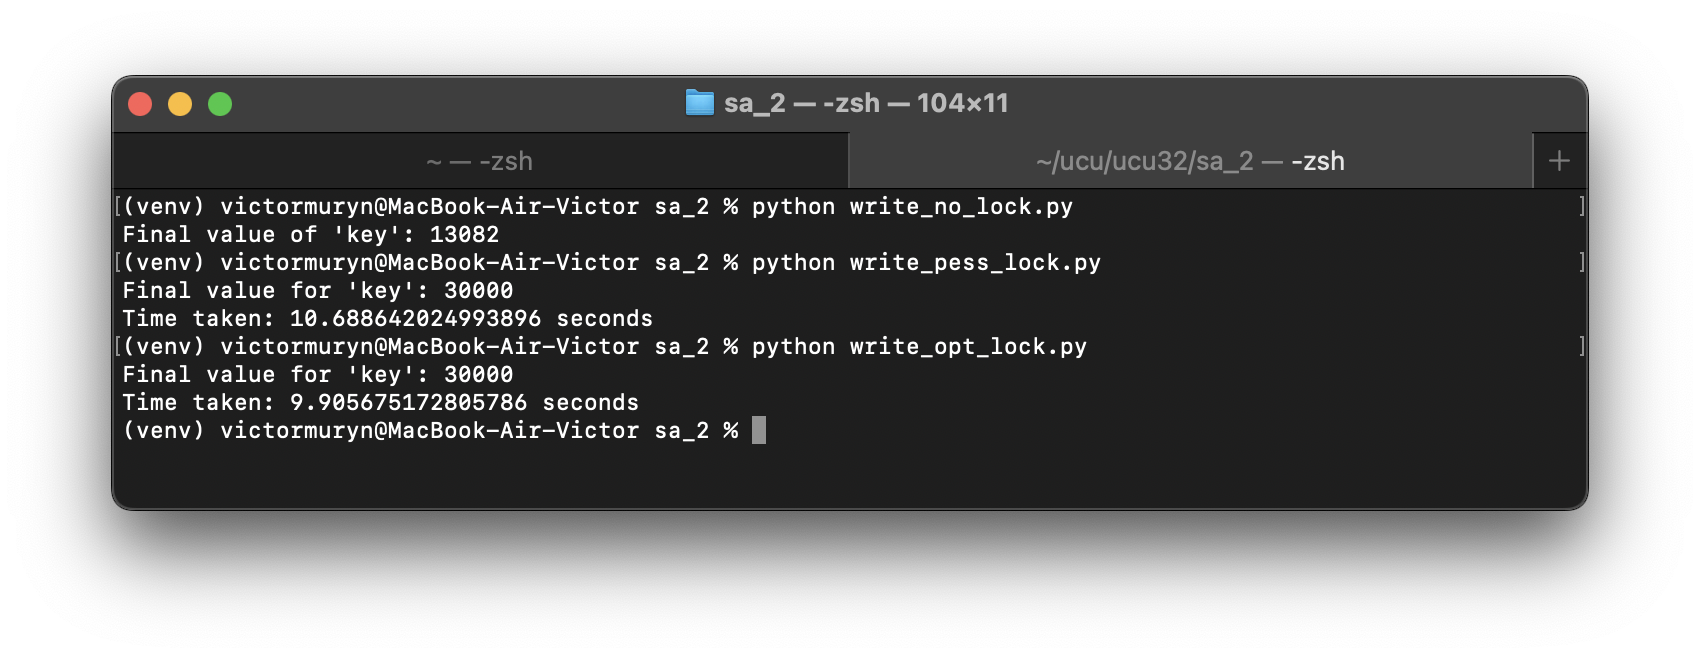 sa_2 — -zsh — 104×11
~ — -zsh
~/ucu/ucu32/sa_2 — -zsh
+
[(venv) victormuryn@MacBook-Air-Victor sa_2 % python write_no_lock.py ]
Final value of 'key': 13082
[(venv) victormuryn@MacBook-Air-Victor sa_2 % python write_pess_lock.py ]
Final value for 'key': 30000
Time taken: 10.688642024993896 seconds
[(venv) victormuryn@MacBook-Air-Victor sa_2 % python write_opt_lock.py ]
Final value for 'key': 30000
Time taken: 9.905675172805786 seconds
(venv) victormuryn@MacBook-Air-Victor sa_2 %